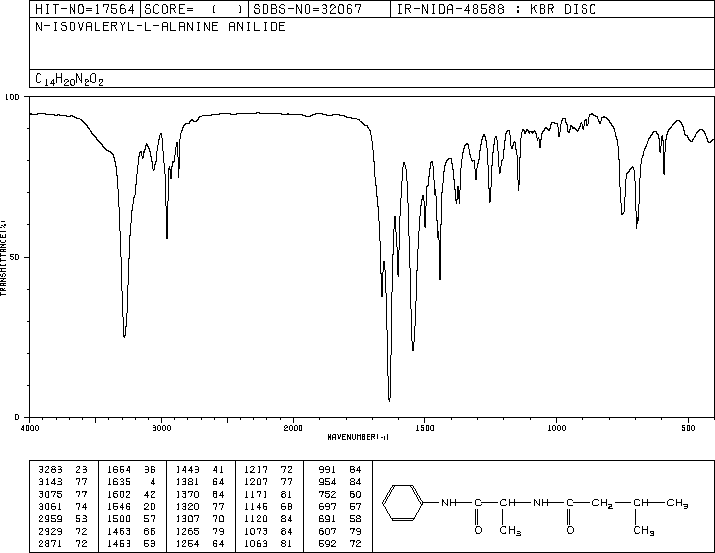 HIT-NO=17564 SCORE= ( ) SDBS-NO=32067 IR-NIDA-48588 : KBR DISC
N-ISOVALERYL-L-ALANINE ANILIDE
C14H20N2O2
100
50
0
TRANSMITTANCE(%)
4000 3000 2000 1500 1000 500
WAVENUMBER(-1)
3283 23 1664 36 1443 41 1217 72 991 84
3143 77 1635 4 1381 64 1207 77 954 84
3075 77 1602 42 1370 64 1171 81 752 60
3061 74 1546 20 1320 77 1146 68 697 57
2959 53 1500 57 1307 70 1120 84 691 58
2929 72 1463 66 1265 79 1073 84 607 79
2871 72 1453 53 1254 64 1063 81 592 72
NH C CH NH C CH2 CH CH3
O CH3 O CH3